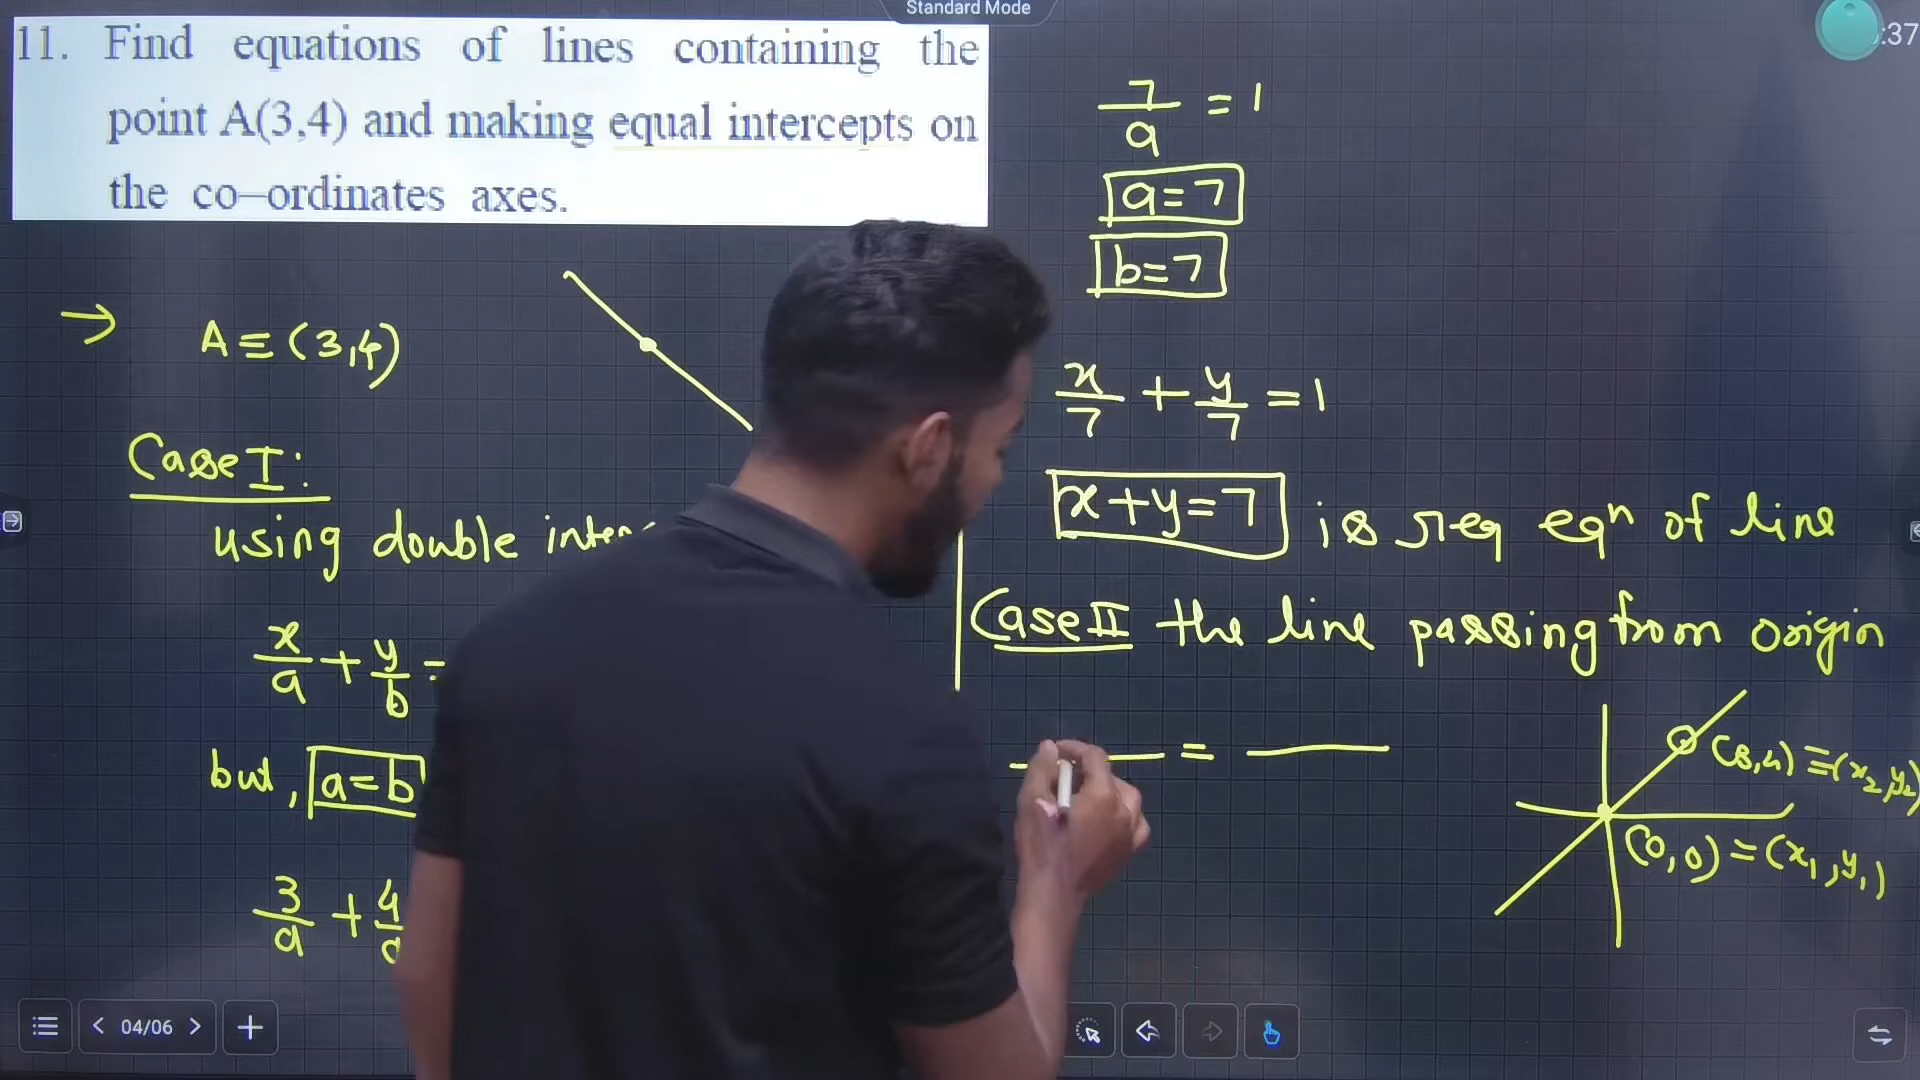 Standard Mode
:37
11. Find equations of lines containing the
point A(3,4) and making equal intercepts on
the co–ordinates axes.
→ A ≡ (3,4)
Case I:
using double inter
x/a + y/b =
but, a=b
3/a + 4/a
7/a = 1
a=7
b=7
x/7 + y/7 = 1
x+y=7 is req eqⁿ of line
Case II the line passing from origin
=
(3,4) ≡ (x₂,y₂)
(0,0) = (x₁,y₁)
04/06